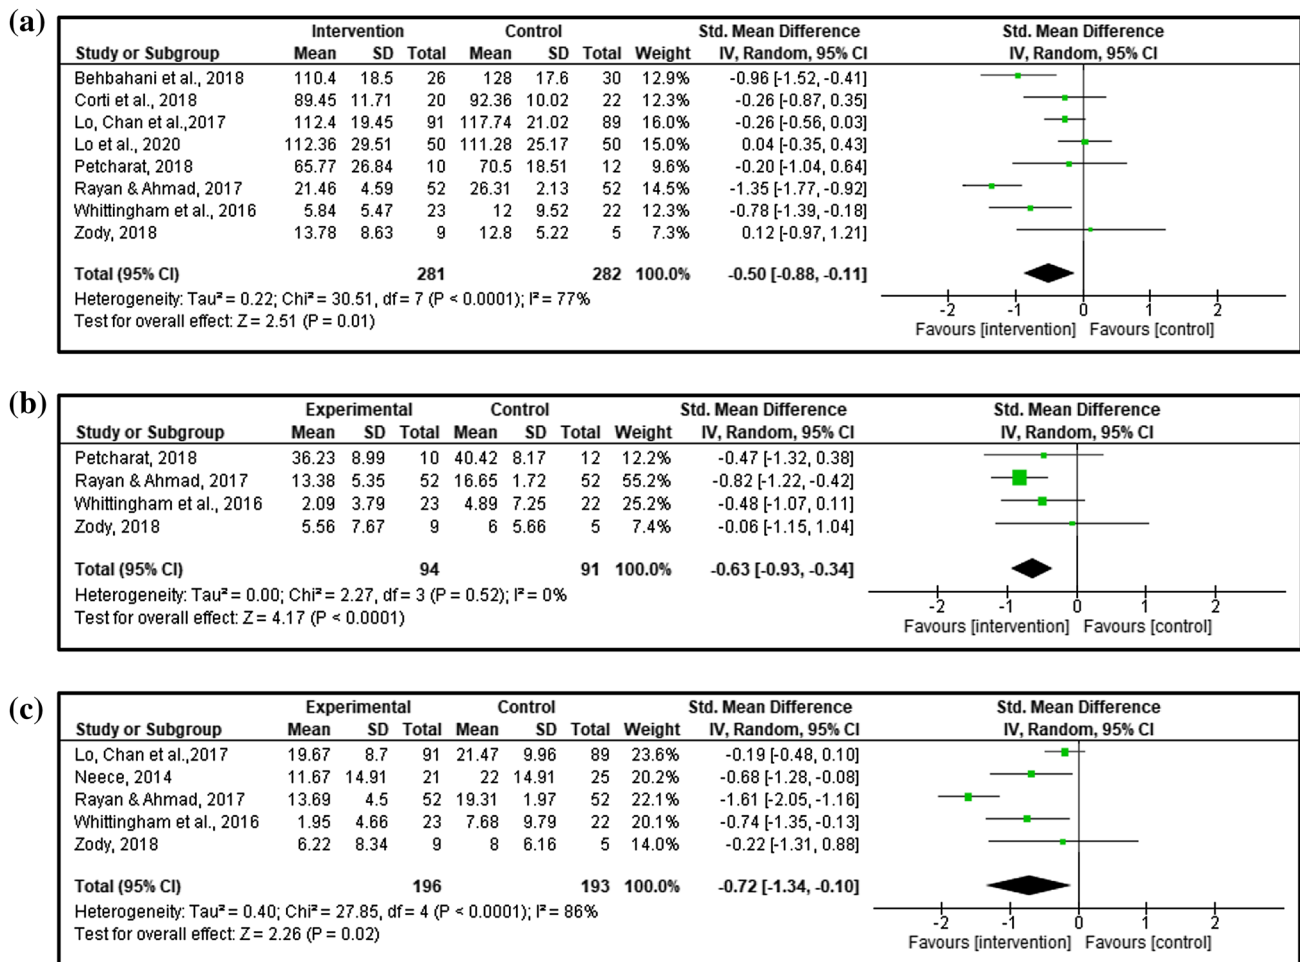 (a)
Intervention Control Std. Mean Difference Std. Mean Difference
Study or Subgroup Mean SD Total Mean SD Total Weight IV, Random, 95% CI IV, Random, 95% CI
Behbahani et al., 2018 110.4 18.5 26 128 17.6 30 12.9% -0.96 [-1.52, -0.41]
Corti et al., 2018 89.45 11.71 20 92.36 10.02 22 12.3% -0.26 [-0.87, 0.35]
Lo, Chan et al.,2017 112.4 19.45 91 117.74 21.02 89 16.0% -0.26 [-0.56, 0.03]
Lo et al., 2020 112.36 29.51 50 111.28 25.17 50 15.0% 0.04 [-0.35, 0.43]
Petcharat, 2018 65.77 26.84 10 70.5 18.51 12 9.6% -0.20 [-1.04, 0.64]
Rayan & Ahmad, 2017 21.46 4.59 52 26.31 2.13 52 14.5% -1.35 [-1.77, -0.92]
Whittingham et al., 2016 5.84 5.47 23 12 9.52 22 12.3% -0.78 [-1.39, -0.18]
Zody, 2018 13.78 8.63 9 12.8 5.22 5 7.3% 0.12 [-0.97, 1.21]
Total (95% CI) 281 282 100.0% -0.50 [-0.88, -0.11]
Heterogeneity: Tau² = 0.22; Chi² = 30.51, df = 7 (P < 0.0001); I² = 77%
Test for overall effect: Z = 2.51 (P = 0.01)
-2 -1 0 1 2
Favours [intervention] Favours [control]
(b)
Experimental Control Std. Mean Difference Std. Mean Difference
Study or Subgroup Mean SD Total Mean SD Total Weight IV, Random, 95% CI IV, Random, 95% CI
Petcharat, 2018 36.23 8.99 10 40.42 8.17 12 12.2% -0.47 [-1.32, 0.38]
Rayan & Ahmad, 2017 13.38 5.35 52 16.65 1.72 52 55.2% -0.82 [-1.22, -0.42]
Whittingham et al., 2016 2.09 3.79 23 4.89 7.25 22 25.2% -0.48 [-1.07, 0.11]
Zody, 2018 5.56 7.67 9 6 5.66 5 7.4% -0.06 [-1.15, 1.04]
Total (95% CI) 94 91 100.0% -0.63 [-0.93, -0.34]
Heterogeneity: Tau² = 0.00; Chi² = 2.27, df = 3 (P = 0.52); I² = 0%
Test for overall effect: Z = 4.17 (P < 0.0001)
-2 -1 0 1 2
Favours [intervention] Favours [control]
(c)
Experimental Control Std. Mean Difference Std. Mean Difference
Study or Subgroup Mean SD Total Mean SD Total Weight IV, Random, 95% CI IV, Random, 95% CI
Lo, Chan et al.,2017 19.67 8.7 91 21.47 9.96 89 23.6% -0.19 [-0.48, 0.10]
Neece, 2014 11.67 14.91 21 22 14.91 25 20.2% -0.68 [-1.28, -0.08]
Rayan & Ahmad, 2017 13.69 4.5 52 19.31 1.97 52 22.1% -1.61 [-2.05, -1.16]
Whittingham et al., 2016 1.95 4.66 23 7.68 9.79 22 20.1% -0.74 [-1.35, -0.13]
Zody, 2018 6.22 8.34 9 8 6.16 5 14.0% -0.22 [-1.31, 0.88]
Total (95% CI) 196 193 100.0% -0.72 [-1.34, -0.10]
Heterogeneity: Tau² = 0.40; Chi² = 27.85, df = 4 (P < 0.0001); I² = 86%
Test for overall effect: Z = 2.26 (P = 0.02)
-2 -1 0 1 2
Favours [intervention] Favours [control]